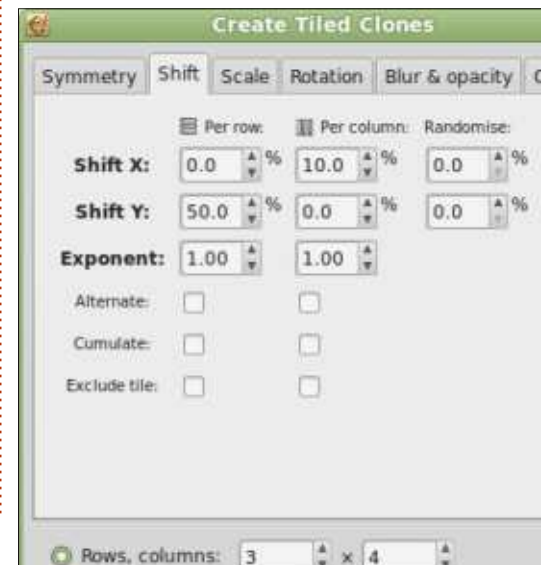 Create Tiled Clones
Symmetry Shift Scale Rotation Blur & opacity
Per row: Per column: Randomise:
Shift X: 0.0 % 10.0 % 0.0 %
Shift Y: 50.0 % 0.0 % 0.0 %
Exponent: 1.00 1.00
Alternate:
Cumulate:
Exclude tile:
Rows, columns: 3 × 4